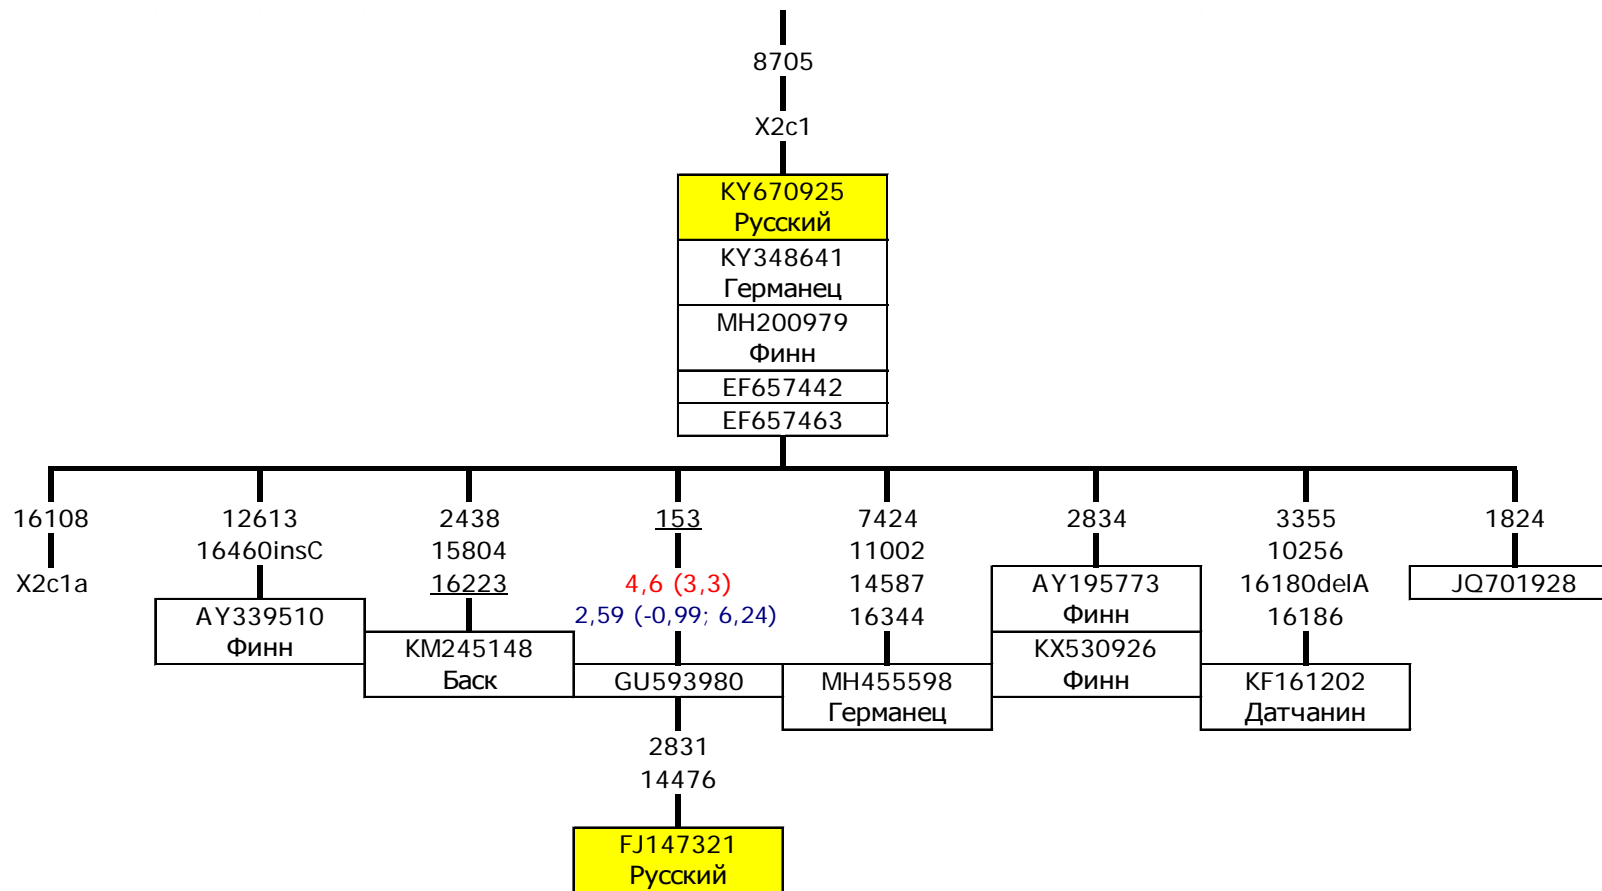 8705
X2c1
KY670925
Русский
KY348641
Германец
MH200979
Финн
EF657442
EF657463
16108
X2c1a
12613
16460insC
AY339510
Финн
2438
15804
16223
KM245148
Баск
153
4,6 (3,3)
2,59 (-0,99; 6,24)
GU593980
2831
14476
FJ147321
Русский
7424
11002
14587
16344
MH455598
Германец
2834
AY195773
Финн
KX530926
Финн
3355
10256
16180delA
16186
KF161202
Датчанин
1824
JQ701928